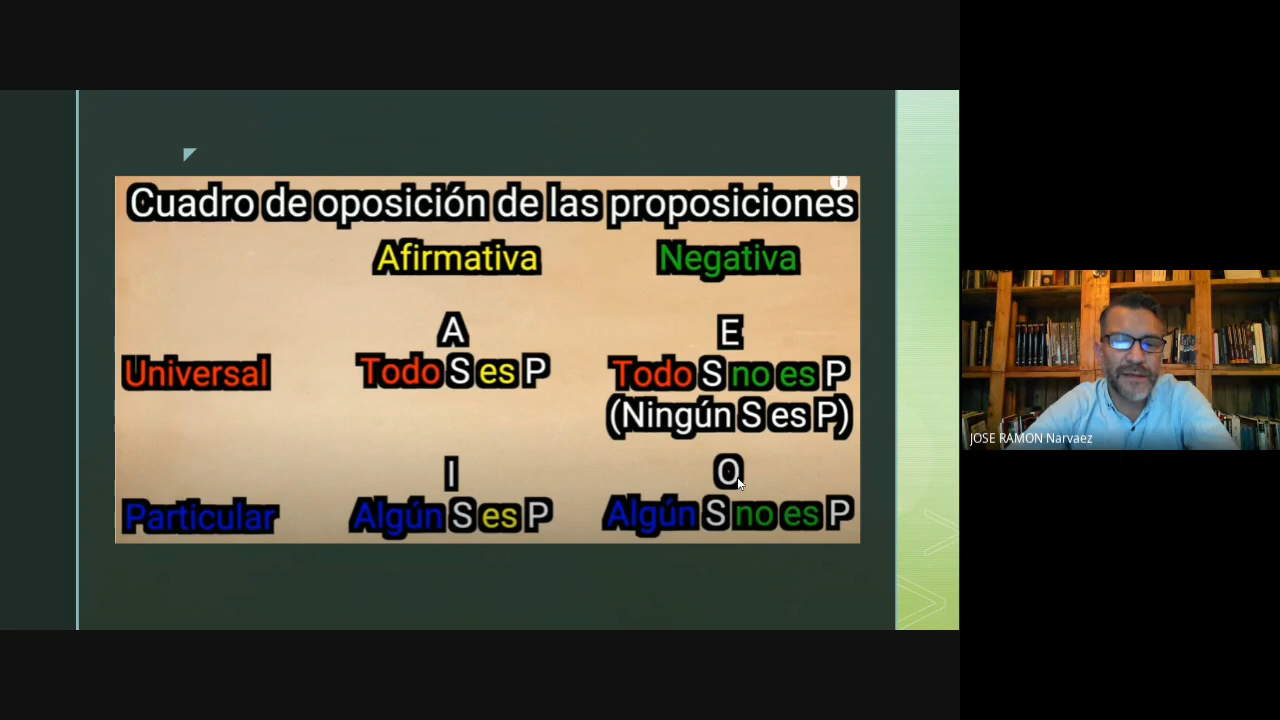 Cuadro de oposición de las proposiciones
Afirmativa Negativa
A E
Universal Todo S es P Todo S no es P
(Ningún S es P)
I O
Particular Algún S es P Algún S no es P
JOSE RAMON Narvaez